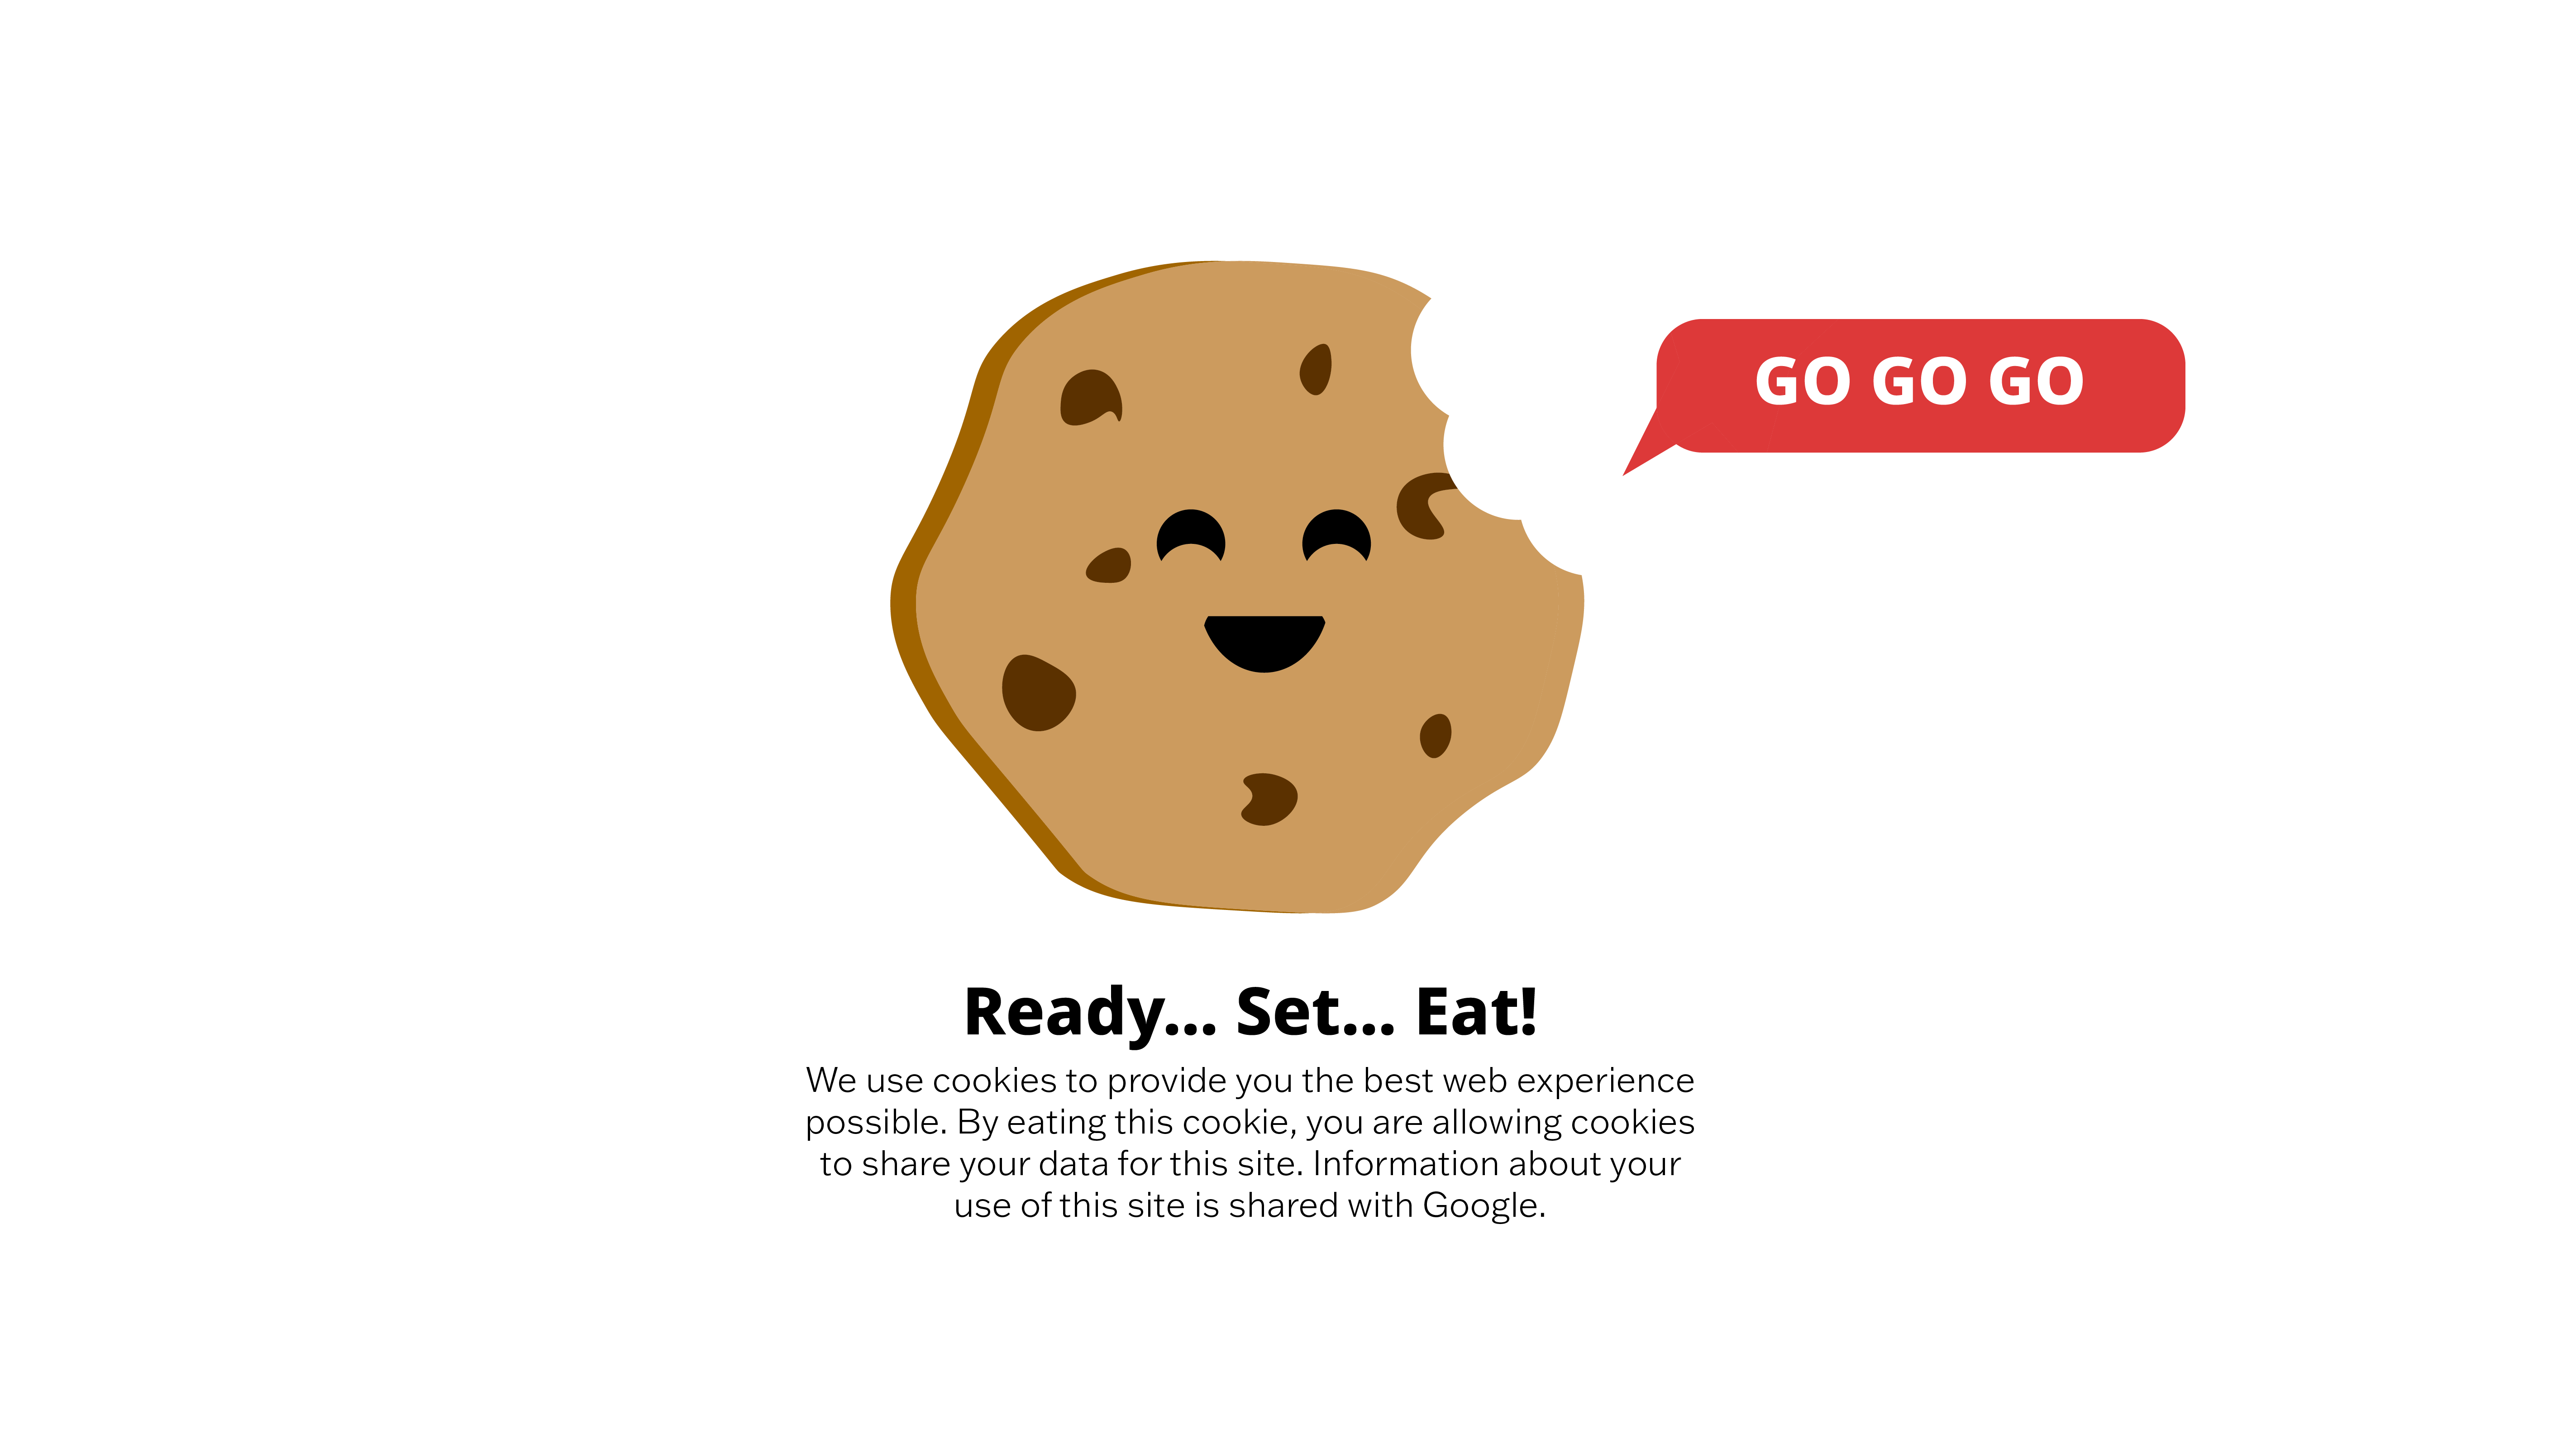 GO GO GO
Ready... Set... Eat!
We use cookies to provide you the best web experience
possible. By eating this cookie, you are allowing cookies
to share your data for this site. Information about your
use of this site is shared with Google.